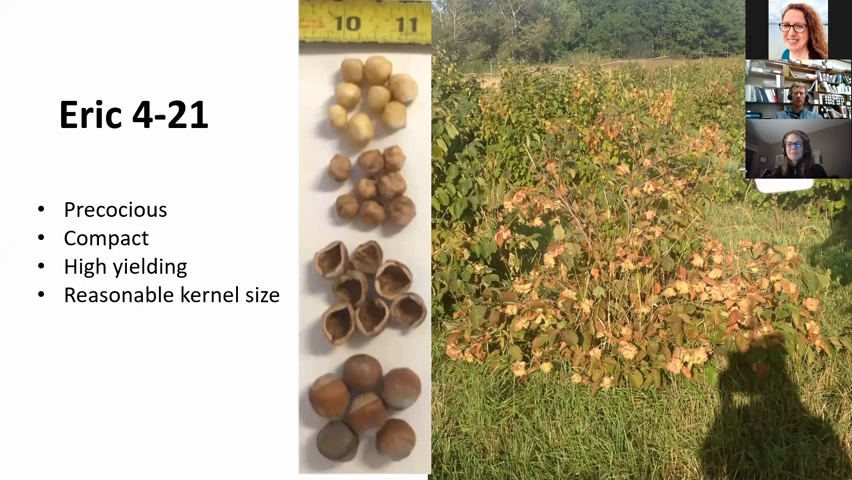 10 11
Eric 4-21
• Precocious
• Compact
• High yielding
• Reasonable kernel size